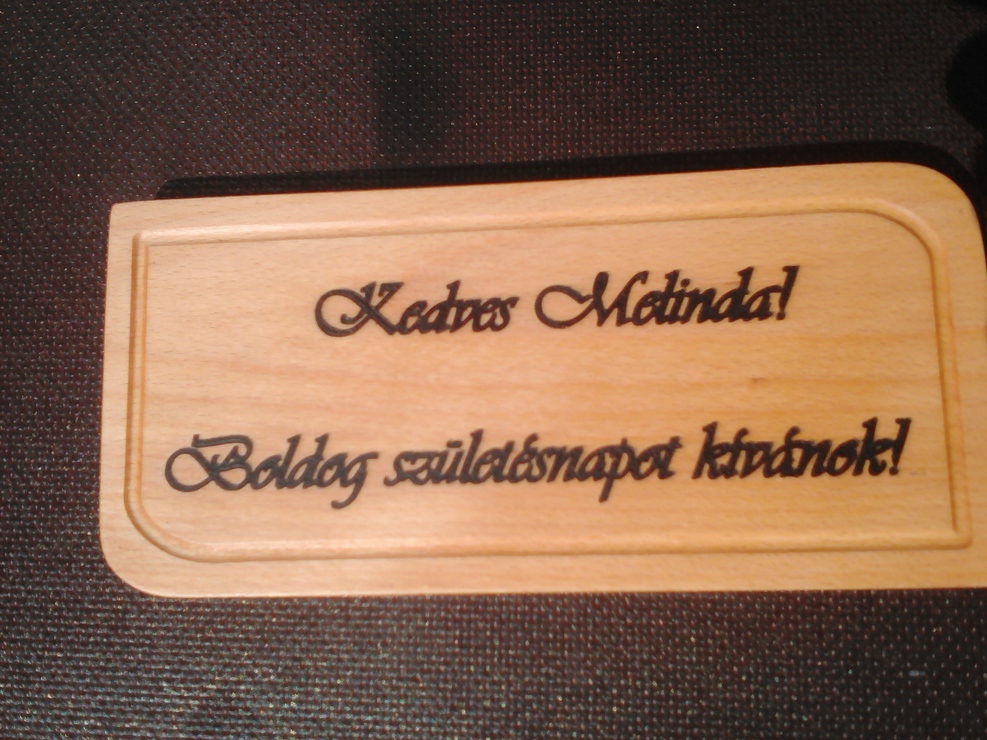 Kedves Melinda!
Boldog születésnapot kívánok!